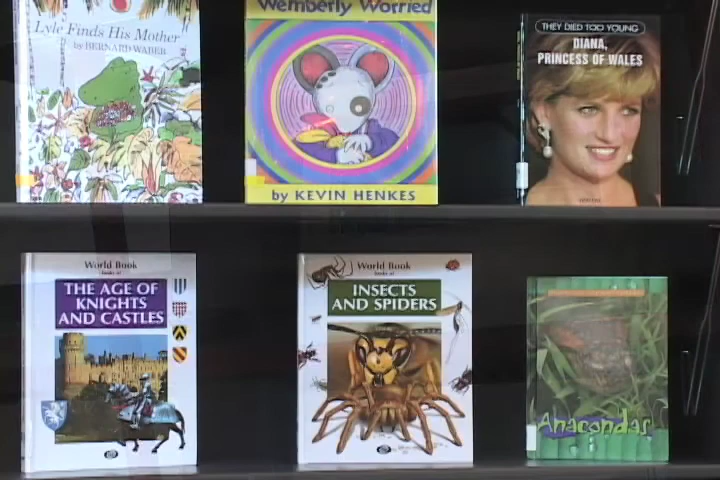 Lyle Finds His Mother
by BERNARD WABER
Wemberly Worried
by KEVIN HENKES
THEY DIED TOO YOUNG
DIANA,
PRINCESS OF WALES
World Book
THE AGE OF
KNIGHTS
AND CASTLES
World Book
INSECTS
AND SPIDERS
Anacondas